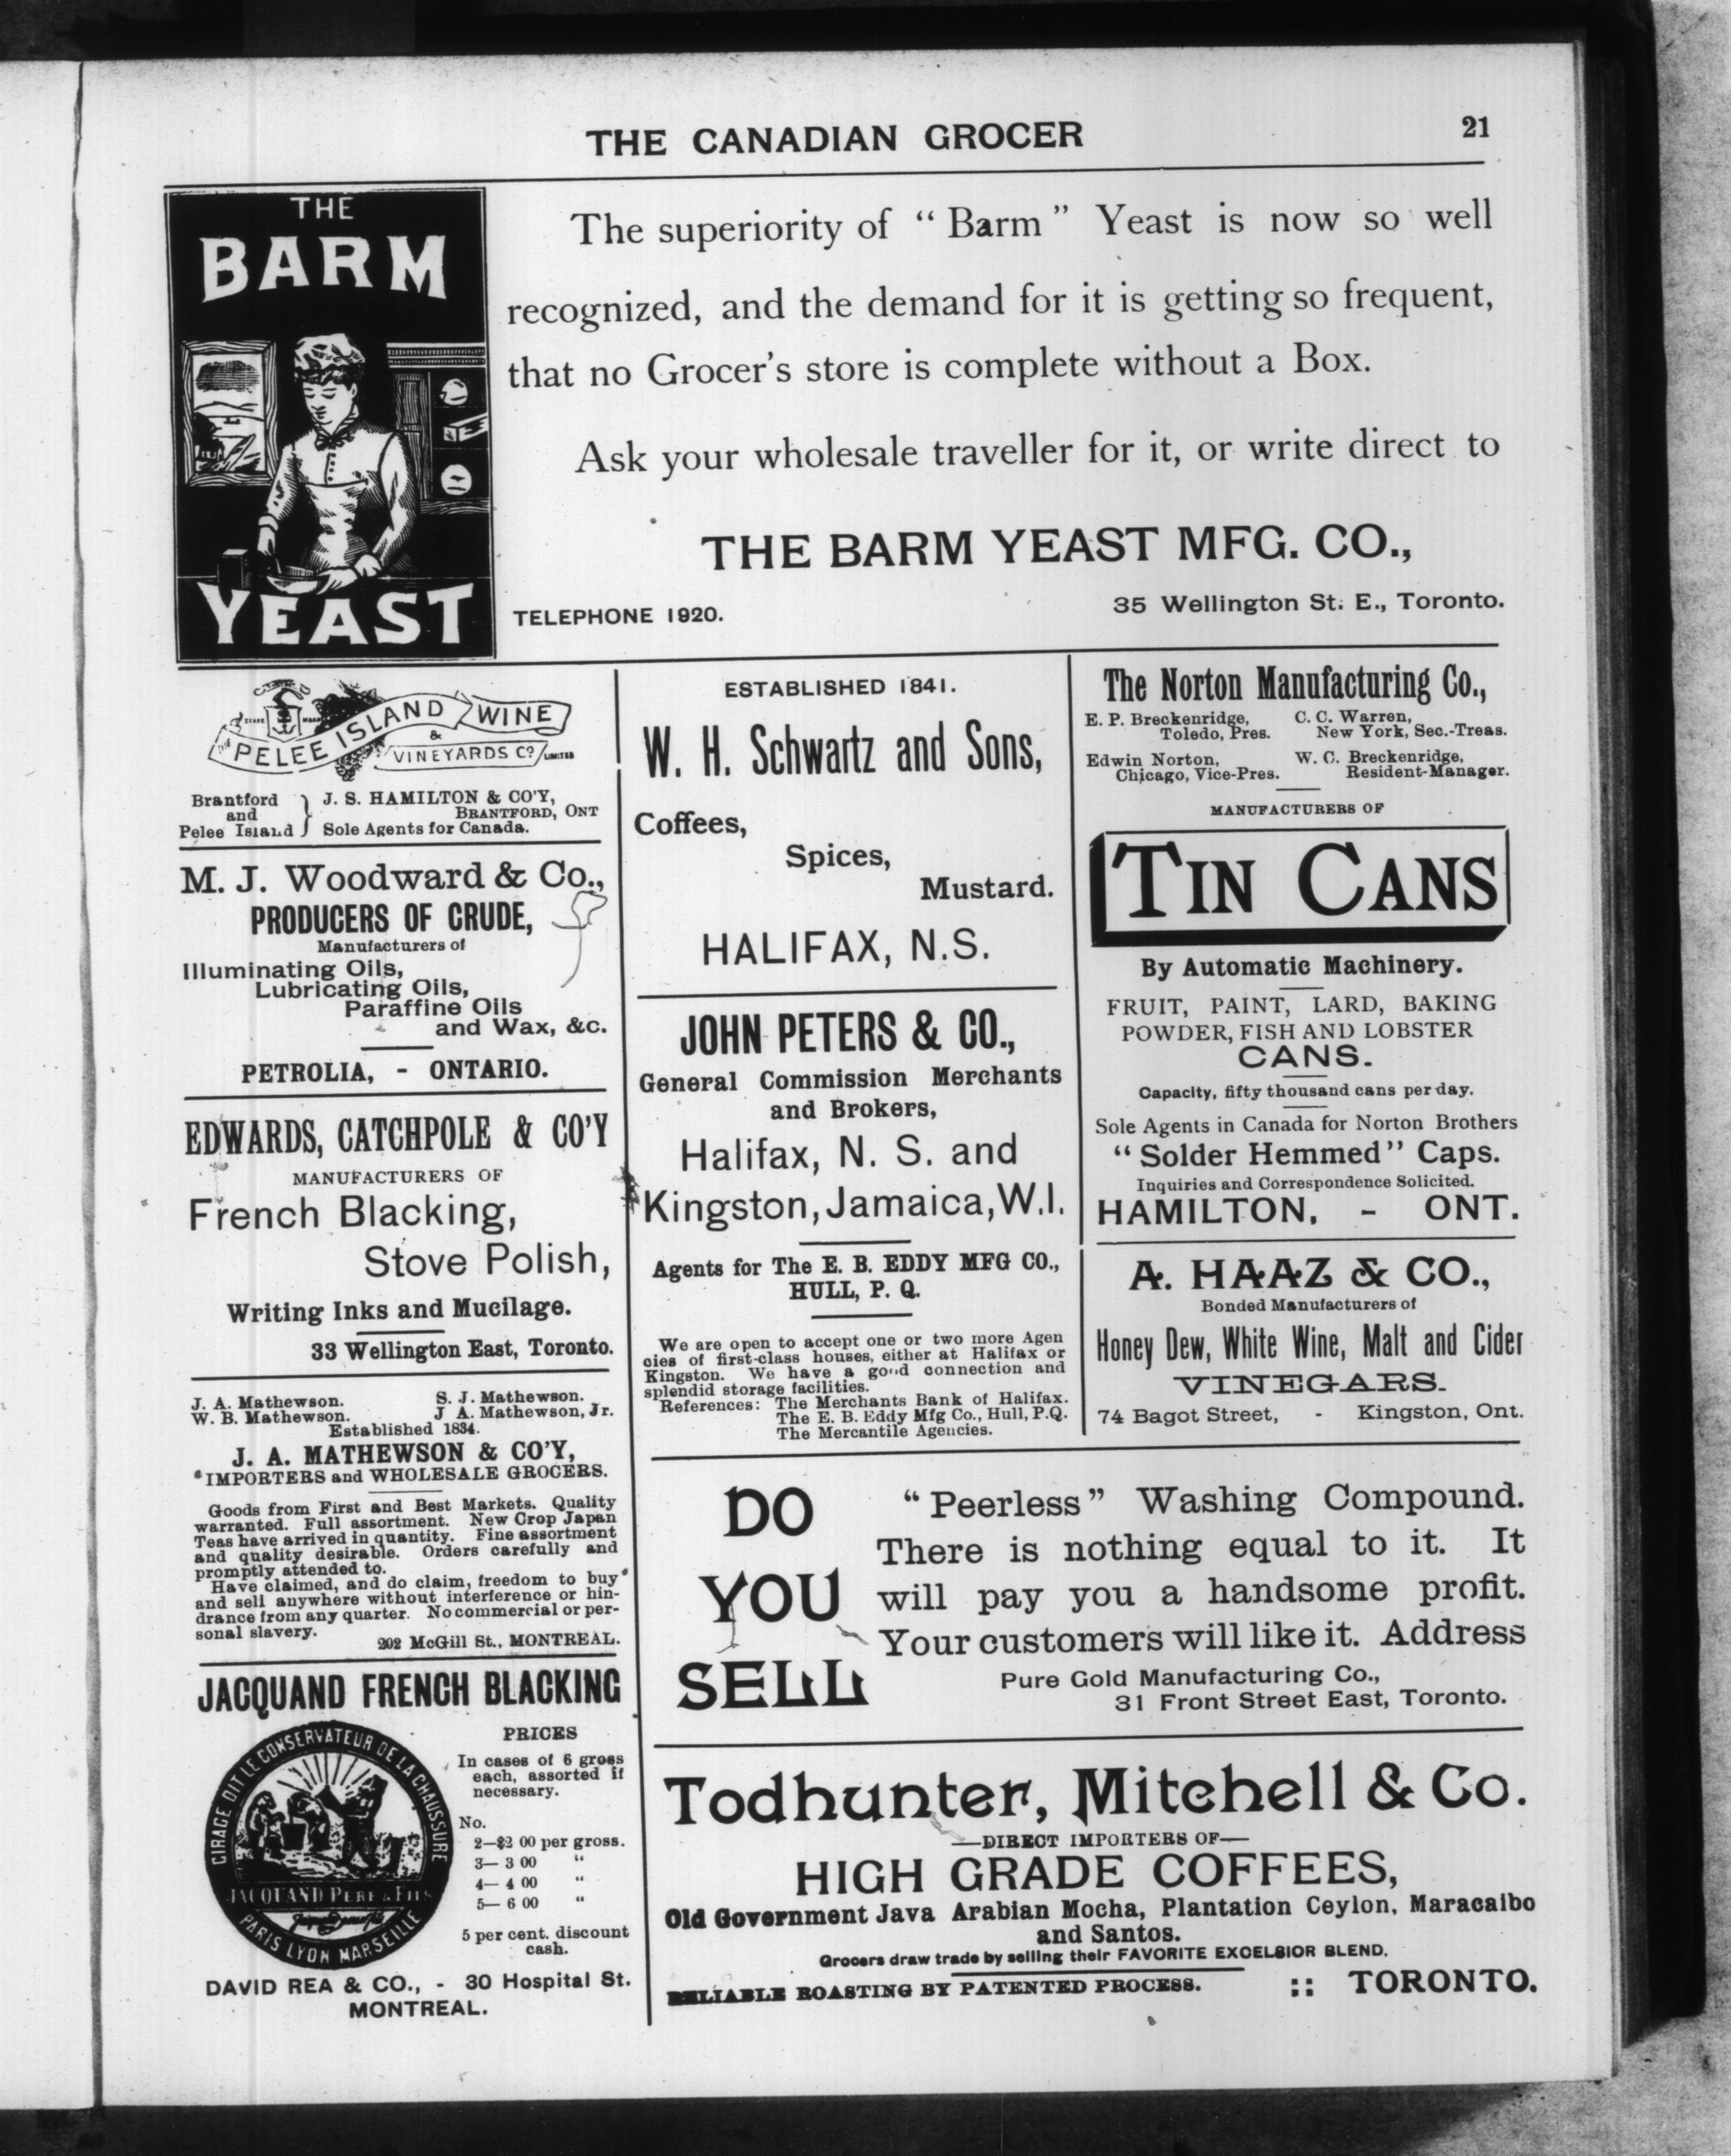 THE CANADIAN GROCER
21
THE
BARM
YEAST
The superiority of "Barm" Yeast is now so well
recognized, and the demand for it is getting so frequent,
that no Grocer's store is complete without a Box.
Ask your wholesale traveller for it, or write direct to
THE BARM YEAST MFG. CO.,
TELEPHONE 1920.
35 Wellington St. E., Toronto.
THE PELEE ISLAND WINE
&
VINEYARDS Co. LIMITED
TRADE MARK
Brantford
and
Pelee Island
J. S. HAMILTON & CO'Y,
BRANTFORD, ONT
Sole Agents for Canada.
M. J. Woodward & Co.,
PRODUCERS OF CRUDE,
Manufacturers of
Illuminating Oils,
Lubricating Oils,
Paraffine Oils
and Wax, &c.
PETROLIA, - ONTARIO.
EDWARDS, CATCHPOLE & CO'Y
MANUFACTURERS OF
French Blacking,
Stove Polish,
Writing Inks and Mucilage.
33 Wellington East, Toronto.
J. A. Mathewson. S. J. Mathewson.
W. B. Mathewson. J A. Mathewson, Jr.
Established 1834.
J. A. MATHEWSON & CO'Y,
IMPORTERS and WHOLESALE GROCERS.
Goods from First and Best Markets. Quality
warranted. Full assortment. New Crop Japan
Teas have arrived in quantity. Fine assortment
and quality desirable. Orders carefully and
promptly attended to.
Have claimed, and do claim, freedom to buy
and sell anywhere without interference or hin-
drance from any quarter. No commercial or per-
sonal slavery.
202 McGill St., MONTREAL.
JACQUAND FRENCH BLACKING
CIRAGE DIT LE CONSERVATEUR DE LA CHAUSSURE
JACQUAND PERE & FILS
PARIS LYON MARSEILLE
PRICES
In cases of 6 gross
each, assorted if
necessary.
No.
2—$2 00 per gross.
3— 3 00 "
4— 4 00 "
5— 6 00 "
5 per cent. discount
cash.
DAVID REA & CO., - 30 Hospital St.
MONTREAL.
ESTABLISHED 1841.
W. H. Schwartz and Sons,
Coffees,
Spices,
Mustard.
HALIFAX, N.S.
JOHN PETERS & CO.,
General Commission Merchants
and Brokers,
Halifax, N. S. and
Kingston, Jamaica, W.I.
Agents for The E. B. EDDY MFG CO.,
HULL, P. Q.
We are open to accept one or two more Agen
cies of first-class houses, either at Halifax or
Kingston. We have a good connection and
splendid storage facilities.
References: The Merchants Bank of Halifax.
The E. B. Eddy Mfg Co., Hull, P.Q.
The Mercantile Agencies.
The Norton Manufacturing Co.,
E. P. Breckenridge,
Toledo, Pres.
C. C. Warren,
New York, Sec.-Treas.
Edwin Norton,
Chicago, Vice-Pres.
W. C. Breckenridge,
Resident-Manager.
MANUFACTURERS OF
TIN CANS
By Automatic Machinery.
FRUIT, PAINT, LARD, BAKING
POWDER, FISH AND LOBSTER
CANS.
Capacity, fifty thousand cans per day.
Sole Agents in Canada for Norton Brothers
"Solder Hemmed" Caps.
Inquiries and Correspondence Solicited.
HAMILTON, - ONT.
A. HAAZ & CO.,
Bonded Manufacturers of
Honey Dew, White Wine, Malt and Cider
VINEGARS.
74 Bagot Street, - Kingston, Ont.
DO
YOU
SELL
"Peerless" Washing Compound.
There is nothing equal to it. It
will pay you a handsome profit.
Your customers will like it. Address
Pure Gold Manufacturing Co.,
31 Front Street East, Toronto.
Todhunter, Mitchell & Co.
—DIRECT IMPORTERS OF—
HIGH GRADE COFFEES,
Old Government Java Arabian Mocha, Plantation Ceylon, Maracaibo
and Santos.
Grocers draw trade by selling their FAVORITE EXCELSIOR BLEND.
RELIABLE ROASTING BY PATENTED PROCESS. :: TORONTO.